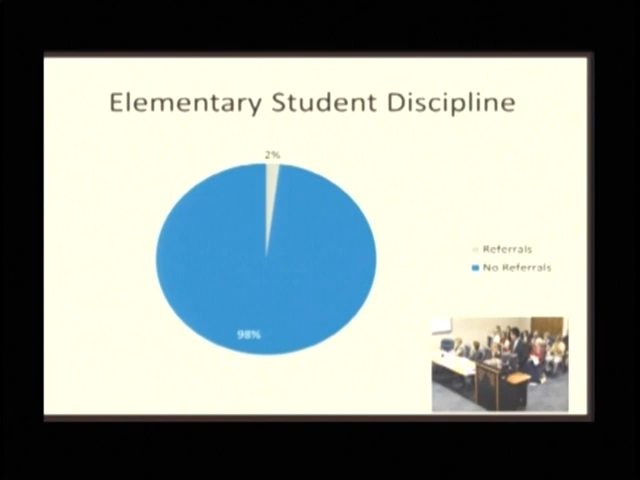 Elementary Student Discipline
2%
Referrals
No Referrals
98%